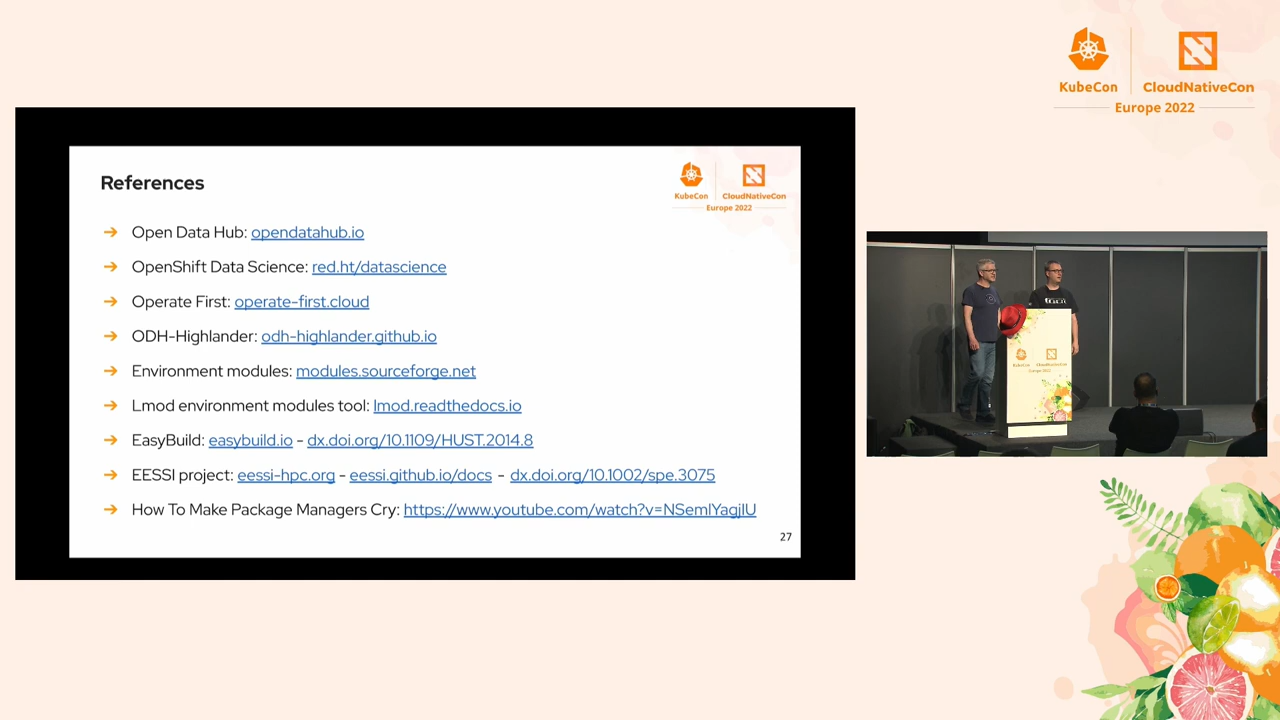 KubeCon
CloudNativeCon
Europe 2022
References
KubeCon
CloudNativeCon
Europe 2022
➔ Open Data Hub: opendatahub.io
➔ OpenShift Data Science: red.ht/datascience
➔ Operate First: operate-first.cloud
➔ ODH-Highlander: odh-highlander.github.io
➔ Environment modules: modules.sourceforge.net
➔ Lmod environment modules tool: lmod.readthedocs.io
➔ EasyBuild: easybuild.io - dx.doi.org/10.1109/HUST.2014.8
➔ EESSI project: eessi-hpc.org - eessi.github.io/docs - dx.doi.org/10.1002/spe.3075
➔ How To Make Package Managers Cry: https://www.youtube.com/watch?v=NSemlYagjIU
27
KubeCon
CloudNativeCon
Europe 2022